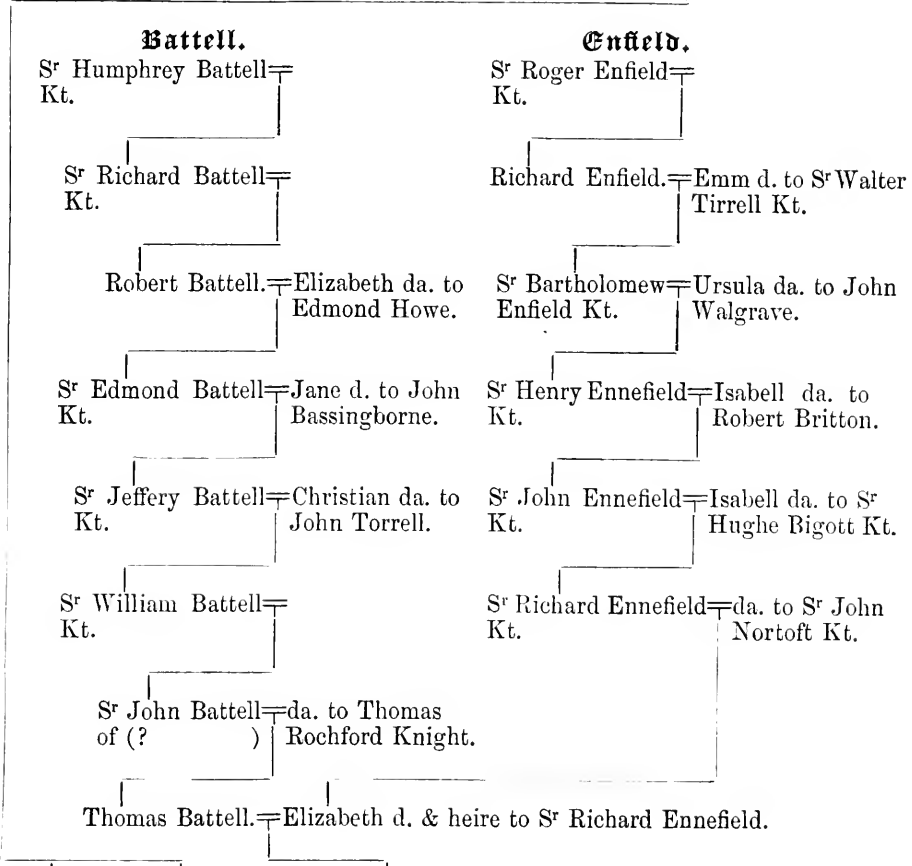 Battell.
Sr Humphrey Battell
Kt.
Sr Richard Battell
Kt.
Robert Battell. Elizabeth da. to
Edmond Howe.
Sr Edmond Battell Jane d. to John
Kt. Bassingborne.
Sr Jeffery Battell Christian da. to
Kt. John Torrell.
Sr William Battell
Kt.
Sr John Battell da. to Thomas
of (? ) Rochford Knight.
Enfield.
Sr Roger Enfield
Kt.
Richard Enfield. Emm d. to Sr Walter
Tirrell Kt.
Sr Bartholomew Ursula da. to John
Enfield Kt. Walgrave.
Sr Henry Ennefield Isabell da. to
Kt. Robert Britton.
Sr John Ennefield Isabell da. to Sr
Kt. Hughe Bigott Kt.
Sr Richard Ennefield da. to Sr John
Kt. Nortoft Kt.
Thomas Battell. Elizabeth d. & heire to Sr Richard Ennefield.